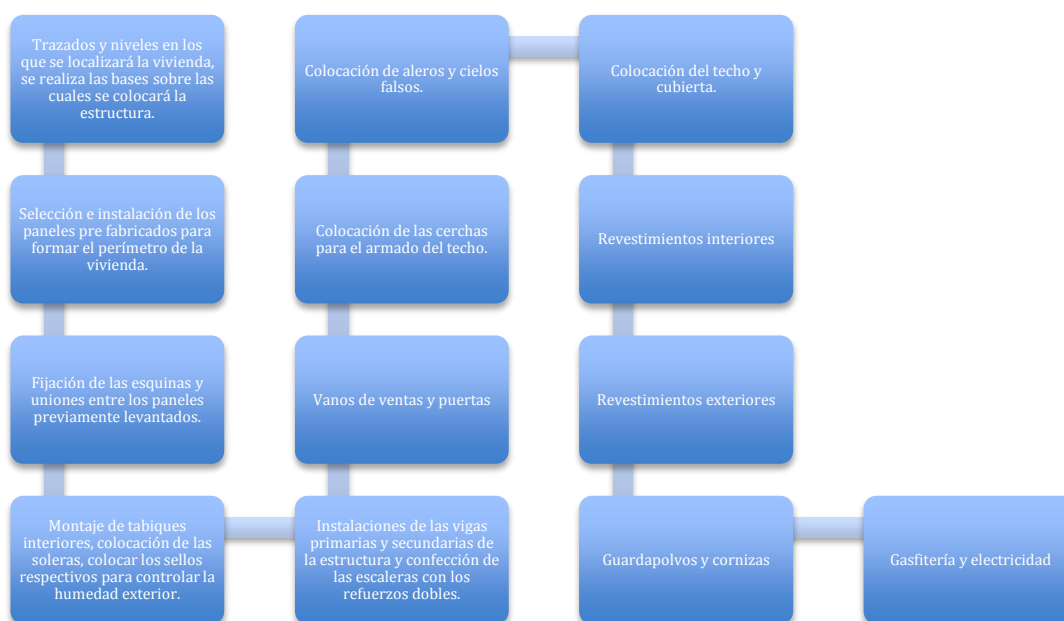 Trazados y niveles en los
que se localizará la vivienda,
se realiza las bases sobre las
cuales se colocará la
estructura.
Selección e instalación de los
paneles pre fabricados para
formar el perímetro de la
vivienda.
Fijación de las esquinas y
uniones entre los paneles
previamente levantados.
Montaje de tabiques
interiores, colocación de las
soleras, colocar los sellos
respectivos para controlar la
humedad exterior.
Instalaciones de las vigas
primarias y secundarias de
la estructura y confección de
las escaleras con los
refuerzos dobles.
Vanos de ventas y puertas
Colocación de las cerchas
para el armado del techo.
Colocación de aleros y cielos
falsos.
Colocación del techo y
cubierta.
Revestimientos interiores
Revestimientos exteriores
Guardapolvos y cornizas
Gasfitería y electricidad